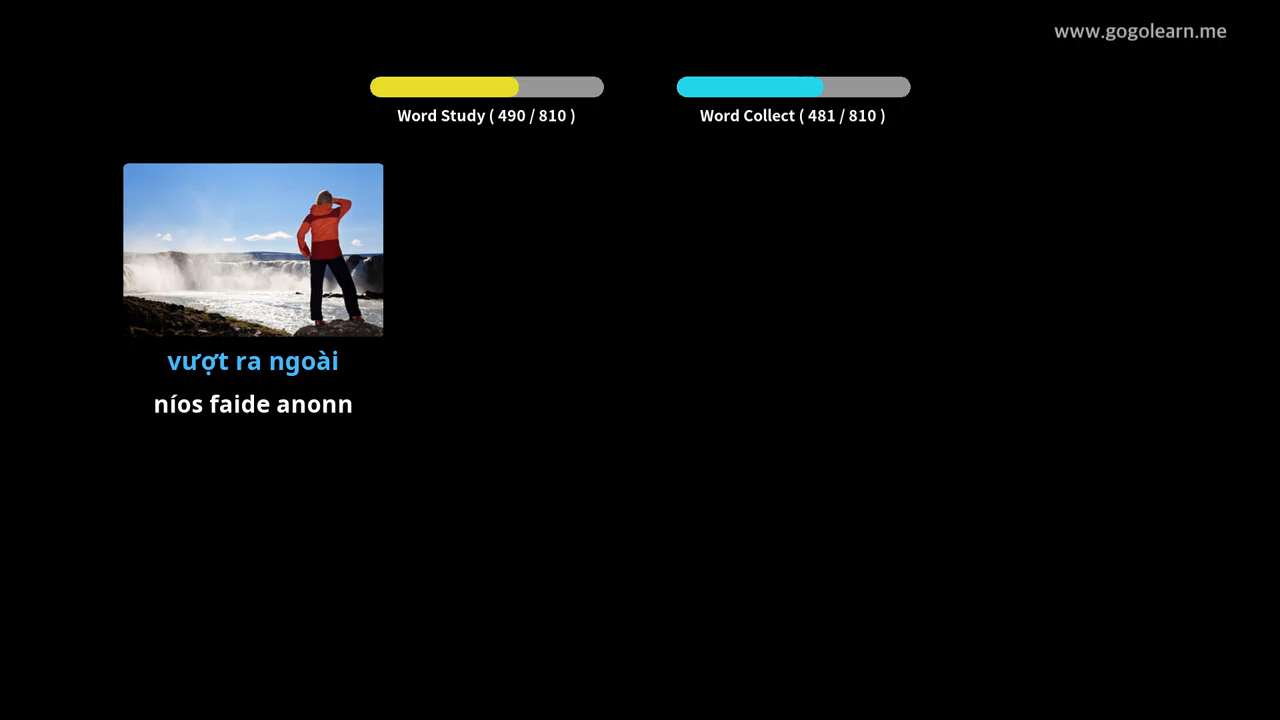 www.gogolearn.me
Word Study ( 490 / 810 )
Word Collect ( 481 / 810 )
vượt ra ngoài
níos faide anonn